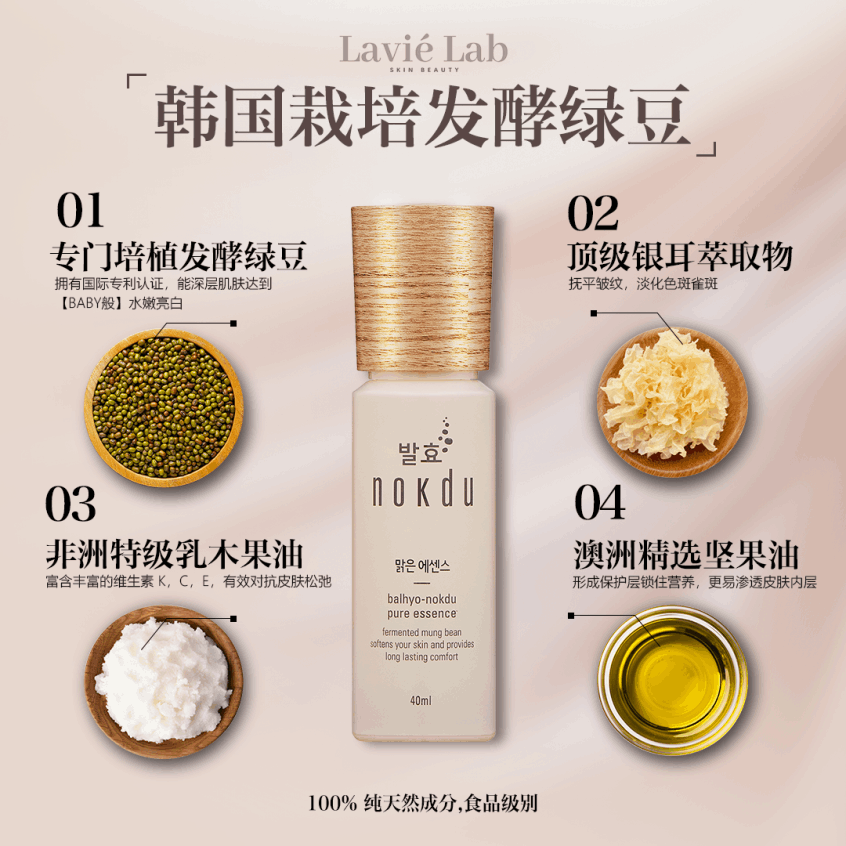 Lavié Lab
SKIN BEAUTY
「韩国栽培发酵绿豆」
01
专门培植发酵绿豆
拥有国际专利认证，能深层肌肤达到
【BABY般】水嫩亮白
02
顶级银耳萃取物
抚平皱纹，淡化色斑雀斑
발효
nokdu
맑은 에센스
balhyo-nokdu
pure essence
fermented mung bean
softens your skin and provides
long lasting comfort
40ml
03
非洲特级乳木果油
富含丰富的维生素 K，C，E，有效对抗皮肤松弛
04
澳洲精选坚果油
形成保护层锁住营养，更易渗透皮肤内层
100% 纯天然成分,食品级别